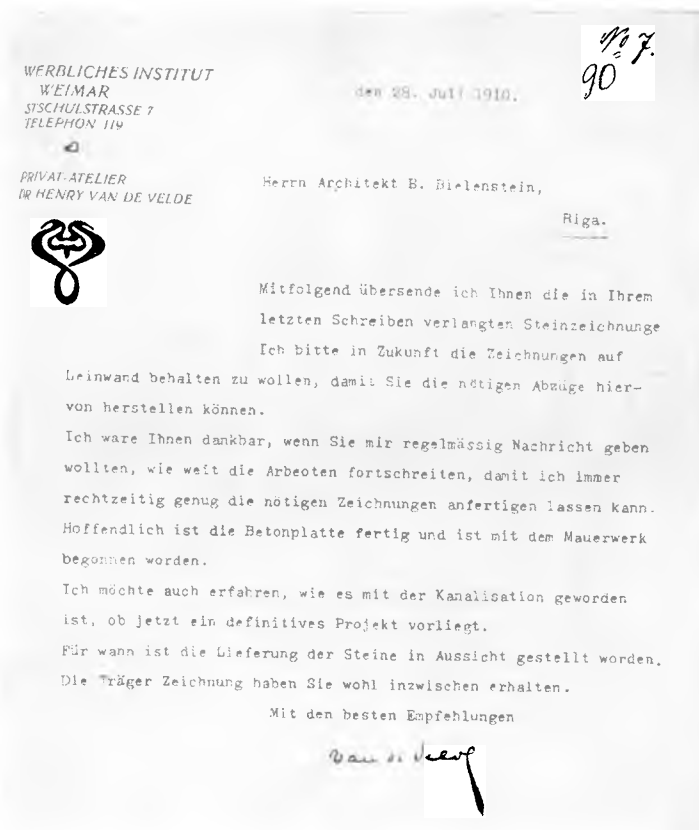 No 7.
90
WERBLICHES INSTITUT
WEIMAR
STSCHULSTRASSE 7
TELEPHON 119
den 28. Juli 1910.
PRIVAT-ATELIER
DR HENRY VAN DE VELDE
Herrn Architekt B. Bielenstein,
Riga.
Mitfolgend übersende ich Ihnen die in Ihrem
letzten Schreiben verlangten Steinzeichnunge
Ich bitte in Zukunft die Zeichnungen auf
Leinwand behalten zu wollen, damit Sie die nötigen Abzüge hier-
von herstellen können.
Ich ware Ihnen dankbar, wenn Sie mir regelmässig Nachricht geben
wollten, wie weit die Arbeoten fortschreiten, damit ich immer
rechtzeitig genug die nötigen Zeichnungen anfertigen lassen kann.
Hoffendlich ist die Betonplatte fertig und ist mit dem Mauerwerk
begonnen worden.
Ich möchte auch erfahren, wie es mit der Kanalisation geworden
ist, ob jetzt ein definitives Projekt vorliegt.
Für wann ist die Lieferung der Steine in Aussicht gestellt worden.
Die Träger Zeichnung haben Sie wohl inzwischen erhalten.
Mit den besten Empfehlungen
van de Velde